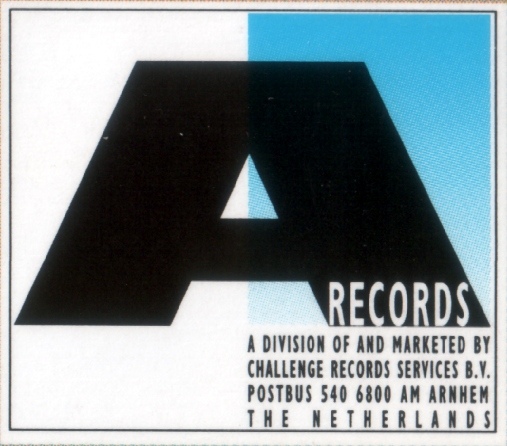 A
RECORDS
A DIVISION OF AND MARKETED BY
CHALLENGE RECORDS SERVICES B.V.
POSTBUS 540 6800 AM ARNHEM
THE NETHERLANDS